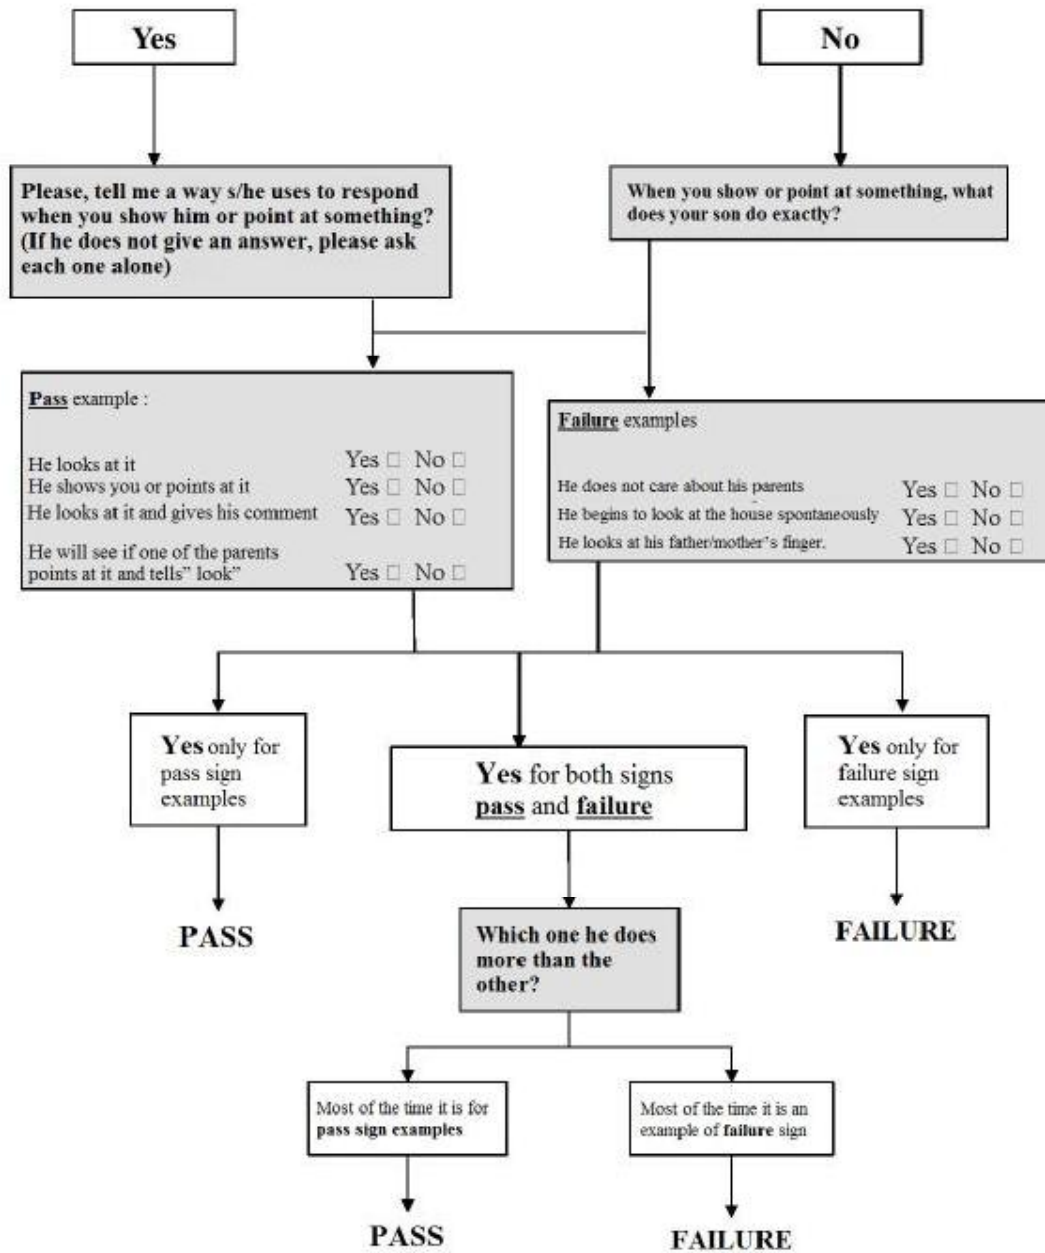 Yes
No
Please, tell me a way s/he uses to respond
when you show him or point at something?
(If he does not give an answer, please ask
each one alone)
When you show or point at something, what
does your son do exactly?
Pass example :
He looks at it Yes □ No □
He shows you or points at it Yes □ No □
He looks at it and gives his comment Yes □ No □
He will see if one of the parents
points at it and tells” look” Yes □ No □
Failure examples
He does not care about his parents Yes □ No □
He begins to look at the house spontaneously Yes □ No □
He looks at his father/mother’s finger. Yes □ No □
Yes only for
pass sign
examples
Yes for both signs
pass and failure
Yes only for
failure sign
examples
PASS
FAILURE
Which one he does
more than the
other?
Most of the time it is for
pass sign examples
Most of the time it is an
example of failure sign
PASS
FAILURE